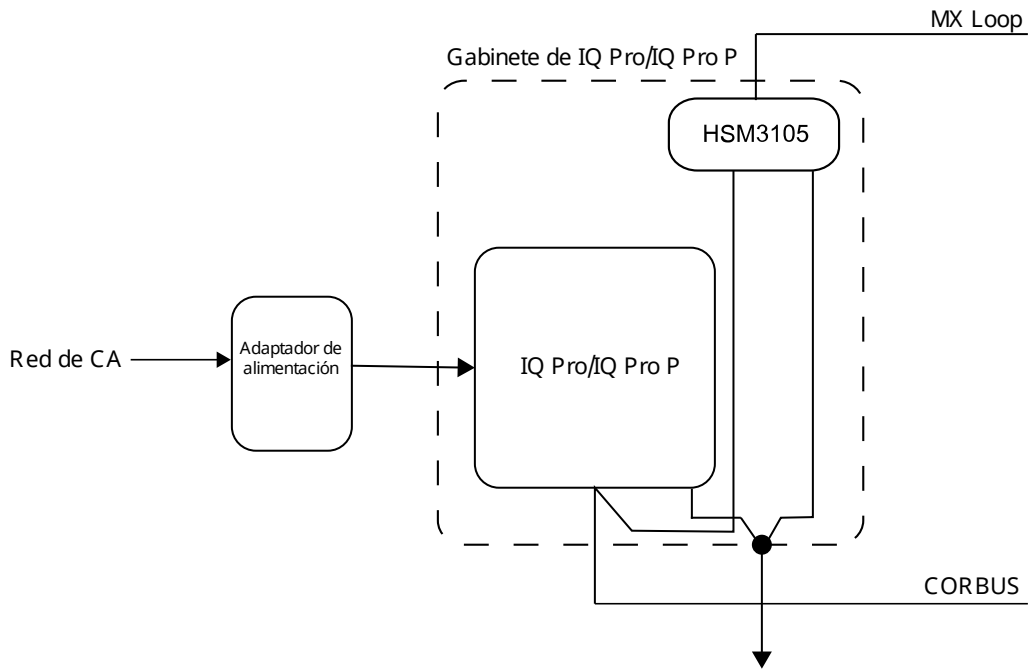 MX Loop
Gabinete de IQ Pro/IQ Pro P
HSM3105
Red de CA
Adaptador de
alimentación
IQ Pro/IQ Pro P
CORBUS